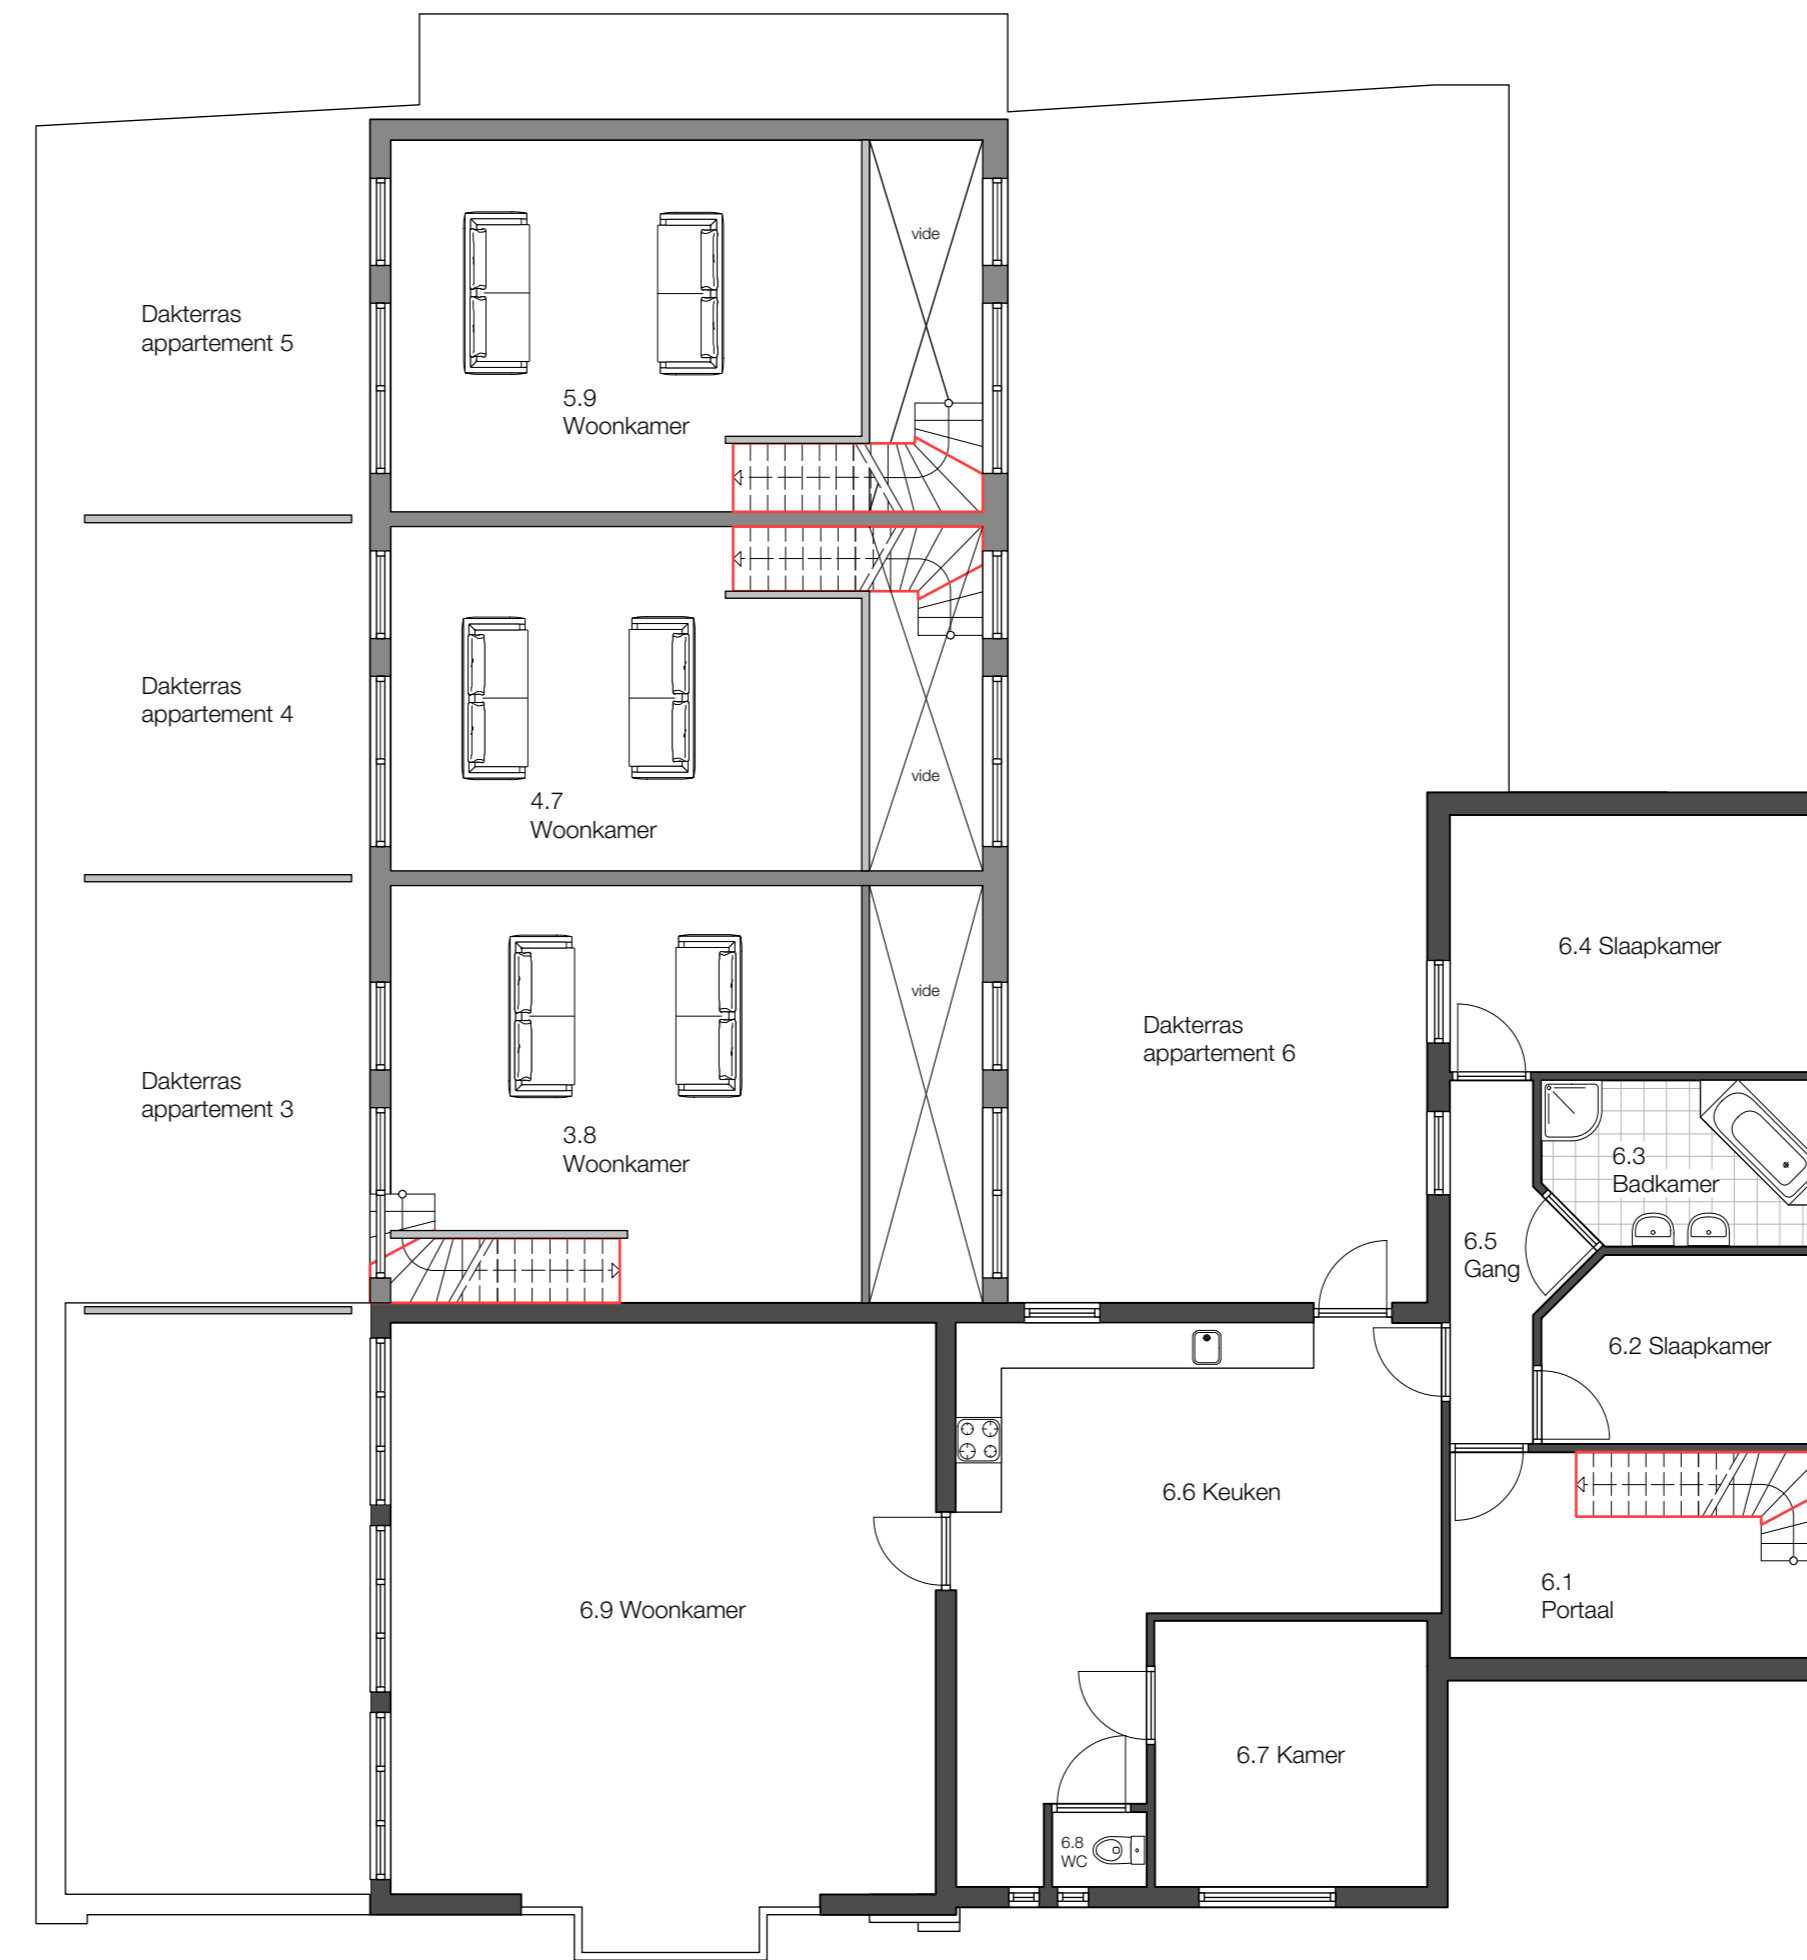 vide
Dakterras
appartement 5
5.9
Woonkamer
Dakterras
appartement 4
vide
4.7
Woonkamer
6.4 Slaapkamer
vide
Dakterras
appartement 6
Dakterras
appartement 3
3.8
Woonkamer
6.3
Badkamer
6.5
Gang
6.2 Slaapkamer
6.6 Keuken
6.1
Portaal
6.9 Woonkamer
6.7 Kamer
6.8
WC